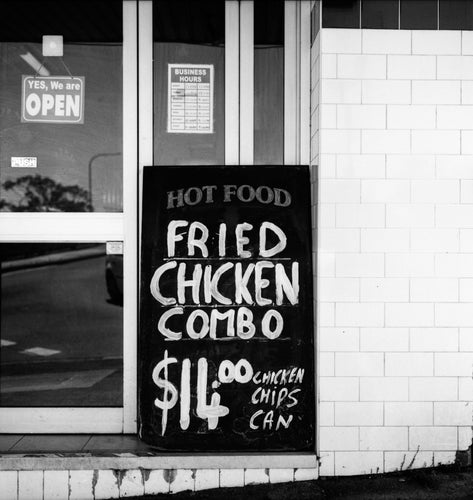 YES, We are
OPEN
BUSINESS
HOURS
HOT FOOD
FRIED
CHICKEN
COMBO
$14.00
CHICKEN
CHIPS
CAN